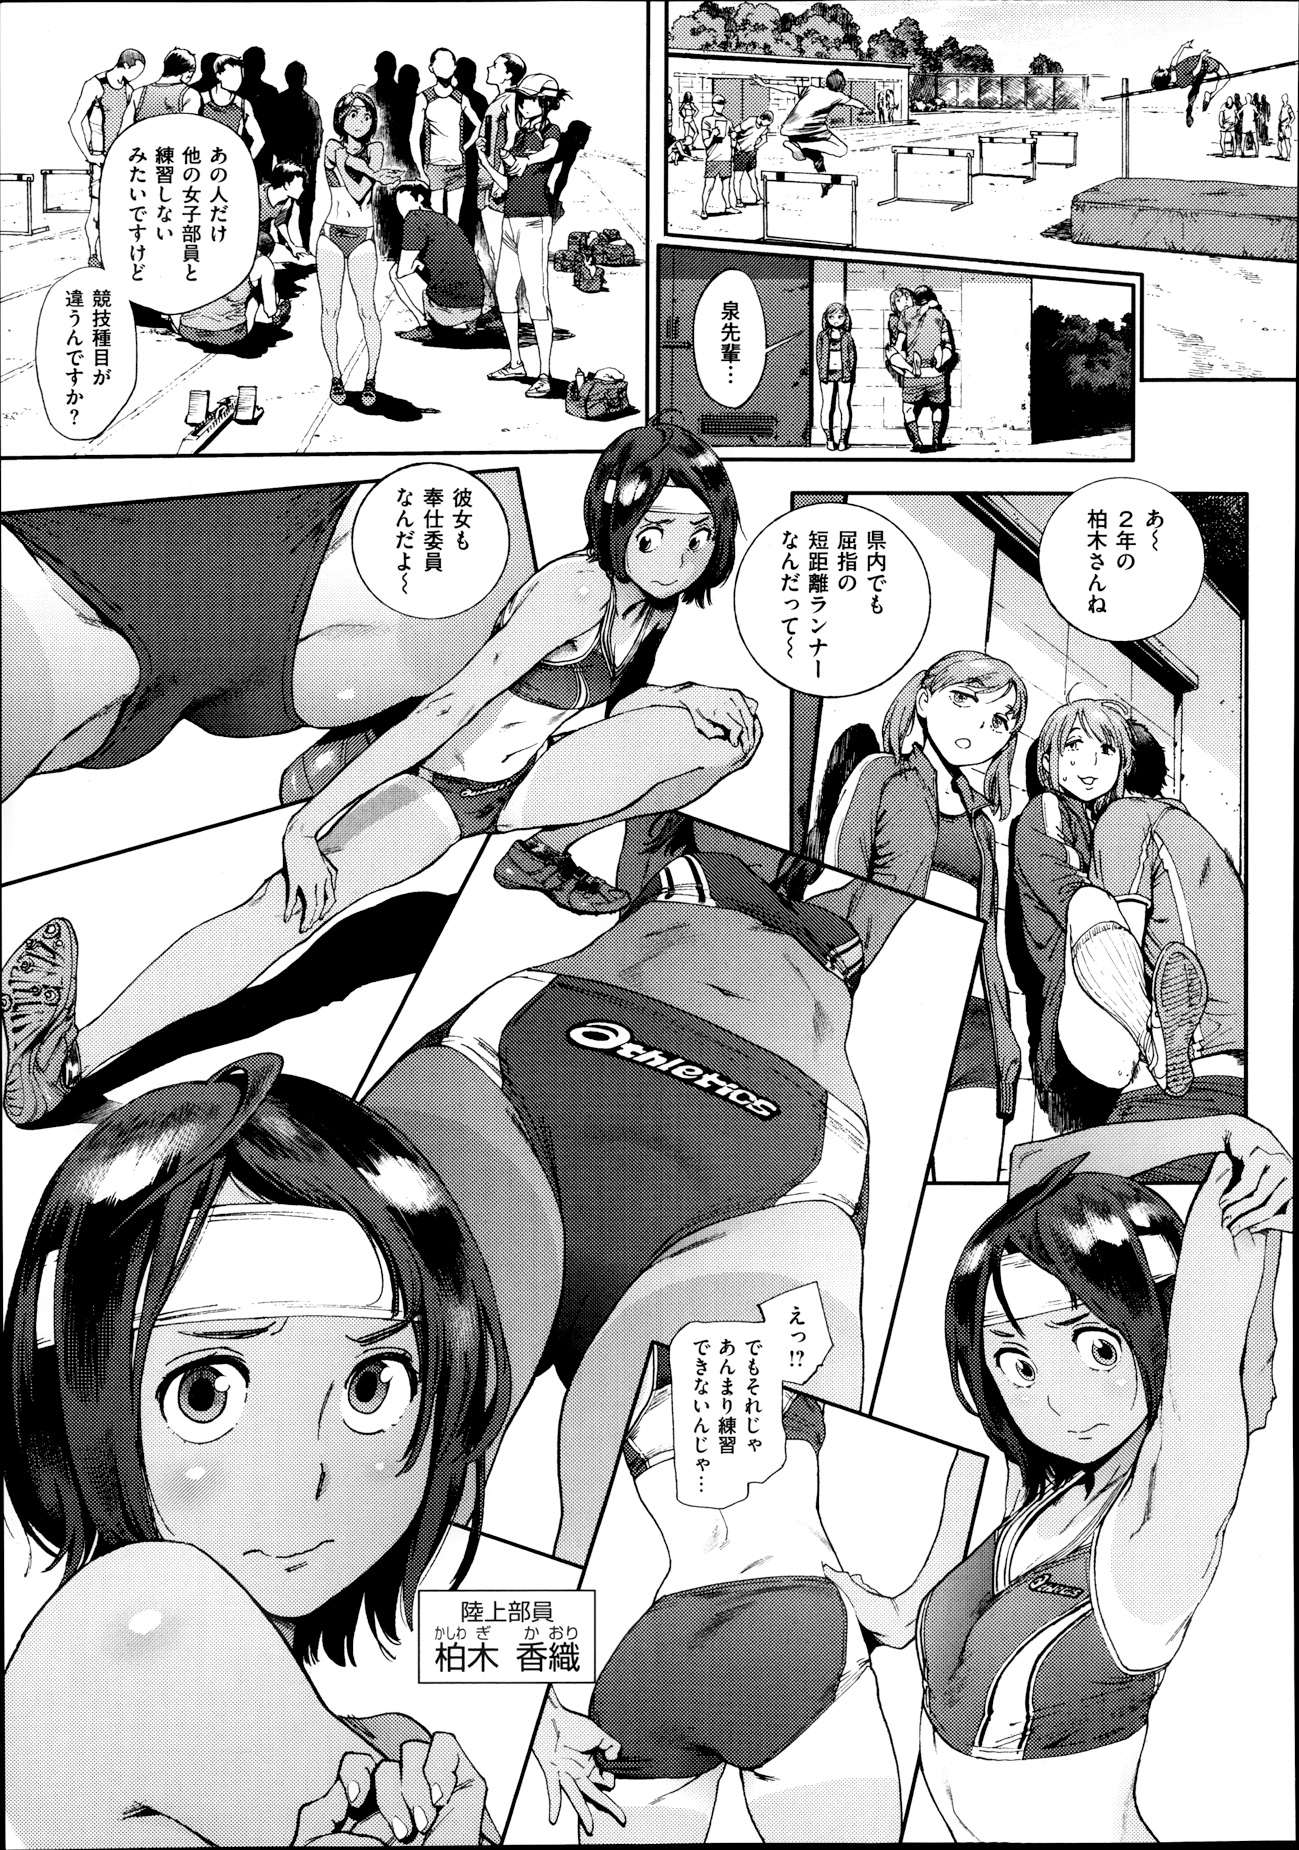 泉先輩…
あの人だけ
他の女子部員と
練習しない
みたいですけど
競技種目が
違うんですか？
あ～
２年の
柏木さんね
県内でも
屈指の
短距離ランナー
なんだって～
彼女も
奉仕委員
なんだよ～
athletics
えっ!?
でもそれじゃ
あんまり練習
できないんじゃ…
athletics
陸上部員
かしわ ぎ か おり
柏木 香織